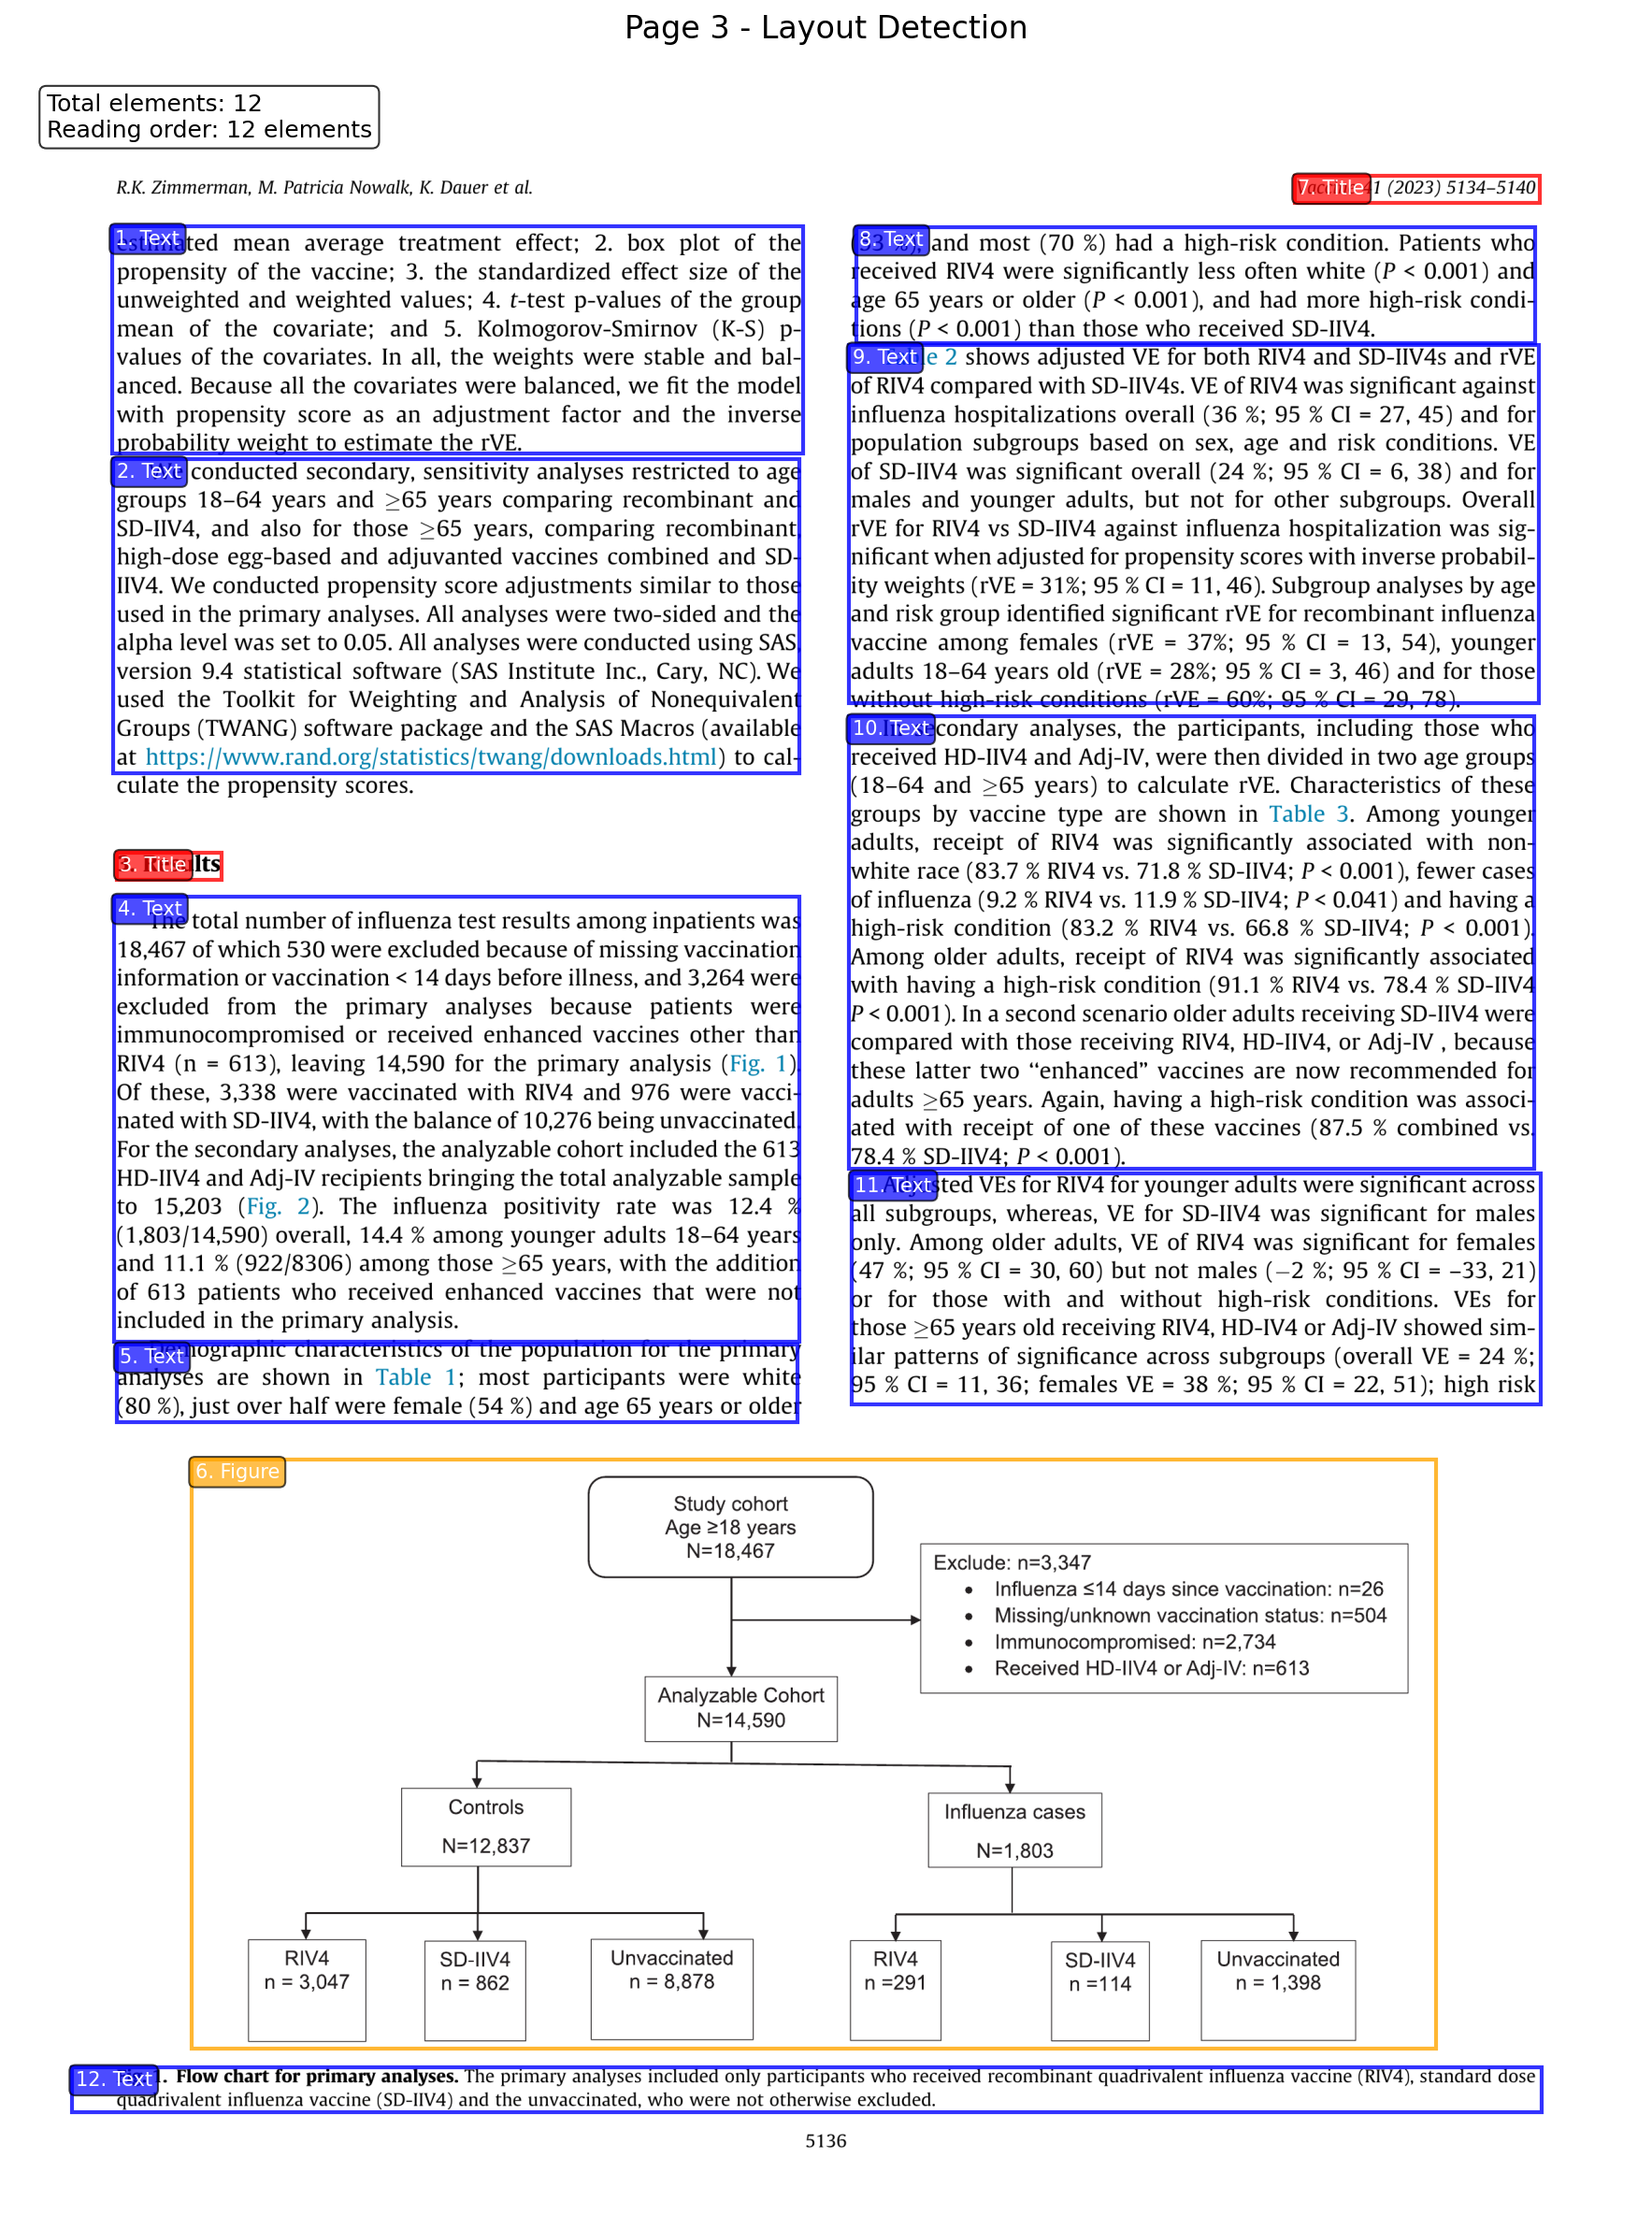 Page 3 - Layout Detection
Total elements: 12
Reading order: 12 elements
R.K. Zimmerman, M. Patricia Nowalk, K. Dauer et al.
7. Title
41 (2023) 5134–5140
1. Text
mean average treatment effect; 2. box plot of the
propensity of the vaccine; 3. the standardized effect size of the
unweighted and weighted values; 4. t-test p-values of the group
mean of the covariate; and 5. Kolmogorov-Smirnov (K-S) p-
values of the covariates. In all, the weights were stable and bal-
anced. Because all the covariates were balanced, we fit the model
with propensity score as an adjustment factor and the inverse
probability weight to estimate the rVE.
2. Text
conducted secondary, sensitivity analyses restricted to age
groups 18–64 years and ≥65 years comparing recombinant and
SD-IIV4, and also for those ≥65 years, comparing recombinant,
high-dose egg-based and adjuvanted vaccines combined and SD-
IIV4. We conducted propensity score adjustments similar to those
used in the primary analyses. All analyses were two-sided and the
alpha level was set to 0.05. All analyses were conducted using SAS,
version 9.4 statistical software (SAS Institute Inc., Cary, NC). We
used the Toolkit for Weighting and Analysis of Nonequivalent
Groups (TWANG) software package and the SAS Macros (available
at https://www.rand.org/statistics/twang/downloads.html) to cal-
culate the propensity scores.
3. Title
4. Text
The total number of influenza test results among inpatients was
18,467 of which 530 were excluded because of missing vaccination
information or vaccination < 14 days before illness, and 3,264 were
excluded from the primary analyses because patients were
immunocompromised or received enhanced vaccines other than
RIV4 (n = 613), leaving 14,590 for the primary analysis (Fig. 1).
Of these, 3,338 were vaccinated with RIV4 and 976 were vacci-
nated with SD-IIV4, with the balance of 10,276 being unvaccinated.
For the secondary analyses, the analyzable cohort included the 613
HD-IIV4 and Adj-IV recipients bringing the total analyzable sample
to 15,203 (Fig. 2). The influenza positivity rate was 12.4 %
(1,803/14,590) overall, 14.4 % among younger adults 18–64 years
and 11.1 % (922/8306) among those ≥65 years, with the addition
of 613 patients who received enhanced vaccines that were not
included in the primary analysis.
5. Text
characteristics of the population for the primary
analyses are shown in Table 1; most participants were white
(80 %), just over half were female (54 %) and age 65 years or older
8. Text
and most (70 %) had a high-risk condition. Patients who
received RIV4 were significantly less often white (P < 0.001) and
age 65 years or older (P < 0.001), and had more high-risk condi-
tions (P < 0.001) than those who received SD-IIV4.
9. Text
2 shows adjusted VE for both RIV4 and SD-IIV4s and rVE
of RIV4 compared with SD-IIV4s. VE of RIV4 was significant against
influenza hospitalizations overall (36 %; 95 % CI = 27, 45) and for
population subgroups based on sex, age and risk conditions. VE
of SD-IIV4 was significant overall (24 %; 95 % CI = 6, 38) and for
males and younger adults, but not for other subgroups. Overall
rVE for RIV4 vs SD-IIV4 against influenza hospitalization was sig-
nificant when adjusted for propensity scores with inverse probabil-
ity weights (rVE = 31%; 95 % CI = 11, 46). Subgroup analyses by age
and risk group identified significant rVE for recombinant influenza
vaccine among females (rVE = 37%; 95 % CI = 13, 54), younger
adults 18–64 years old (rVE = 28%; 95 % CI = 3, 46) and for those
without high-risk conditions (rVE = 60%; 95 % CI = 29, 78).
10. Text
analyses, the participants, including those who
received HD-IIV4 and Adj-IV, were then divided in two age groups
(18–64 and ≥65 years) to calculate rVE. Characteristics of these
groups by vaccine type are shown in Table 3. Among younger
adults, receipt of RIV4 was significantly associated with non-
white race (83.7 % RIV4 vs. 71.8 % SD-IIV4; P < 0.001), fewer cases
of influenza (9.2 % RIV4 vs. 11.9 % SD-IIV4; P < 0.041) and having a
high-risk condition (83.2 % RIV4 vs. 66.8 % SD-IIV4; P < 0.001).
Among older adults, receipt of RIV4 was significantly associated
with having a high-risk condition (91.1 % RIV4 vs. 78.4 % SD-IIV4
P < 0.001). In a second scenario older adults receiving SD-IIV4 were
compared with those receiving RIV4, HD-IIV4, or Adj-IV , because
these latter two “enhanced” vaccines are now recommended for
adults ≥65 years. Again, having a high-risk condition was associ-
ated with receipt of one of these vaccines (87.5 % combined vs.
78.4 % SD-IIV4; P < 0.001).
11. Text
VEs for RIV4 for younger adults were significant across
all subgroups, whereas, VE for SD-IIV4 was significant for males
only. Among older adults, VE of RIV4 was significant for females
(47 %; 95 % CI = 30, 60) but not males (−2 %; 95 % CI = –33, 21)
or for those with and without high-risk conditions. VEs for
those ≥65 years old receiving RIV4, HD-IV4 or Adj-IV showed sim-
ilar patterns of significance across subgroups (overall VE = 24 %;
95 % CI = 11, 36; females VE = 38 %; 95 % CI = 22, 51); high risk
6. Figure
Study cohort
Age ≥18 years
N=18,467
Exclude: n=3,347
• Influenza ≤14 days since vaccination: n=26
• Missing/unknown vaccination status: n=504
• Immunocompromised: n=2,734
• Received HD-IIV4 or Adj-IV: n=613
Analyzable Cohort
N=14,590
Controls
N=12,837
Influenza cases
N=1,803
RIV4
n = 3,047
SD-IIV4
n = 862
Unvaccinated
n = 8,878
RIV4
n =291
SD-IIV4
n =114
Unvaccinated
n = 1,398
12. Text
1. Flow chart for primary analyses. The primary analyses included only participants who received recombinant quadrivalent influenza vaccine (RIV4), standard dose
quadrivalent influenza vaccine (SD-IIV4) and the unvaccinated, who were not otherwise excluded.
5136